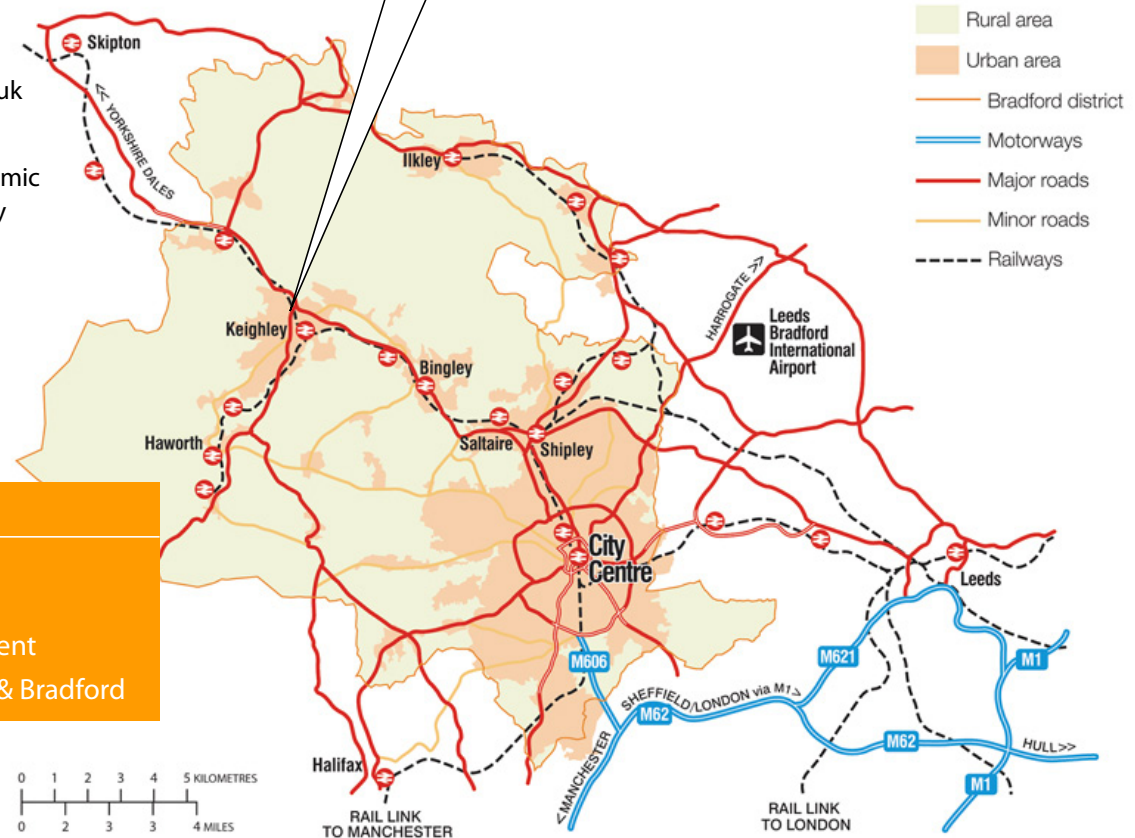 uk
mic
y
ent
& Bradford
Skipton
<< YORKSHIRE DALES
Ilkley
Keighley
Bingley
Haworth
Saltaire
Shipley
City
Centre
HARROGATE >>
Leeds
Bradford
International
Airport
Leeds
M606
M621
M1
SHEFFIELD/LONDON via M1>
M62
<MANCHESTER
M62
HULL>>
M1
Halifax
RAIL LINK
TO MANCHESTER
RAIL LINK
TO LONDON
Rural area
Urban area
Bradford district
Motorways
Major roads
Minor roads
Railways
0 1 2 3 4 5 KILOMETRES
0 2 3 3 4 MILES